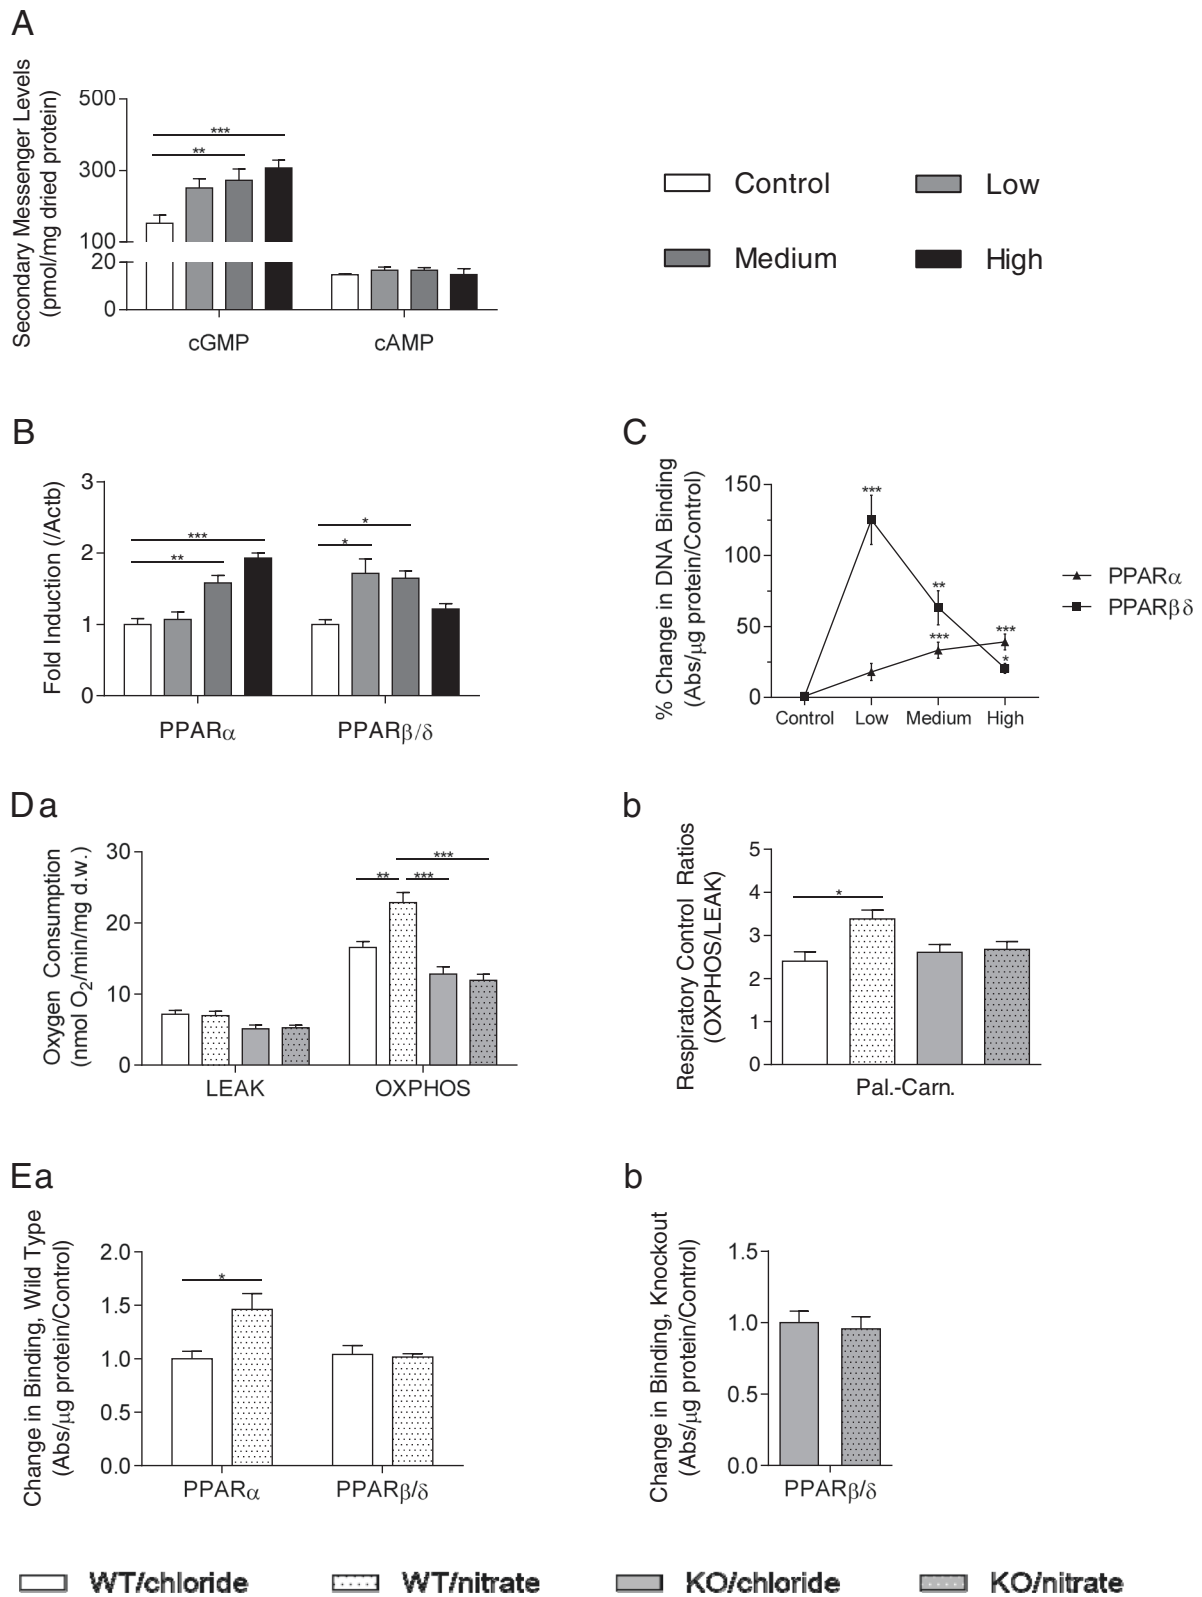 A
Secondary Messenger Levels
(pmol/mg dried protein)
500
300
100
20
0
***
**
cGMP
cAMP
Control
Low
Medium
High
B
Fold Induction (/Actb)
3
2
1
0
***
**
*
*
PPARα
PPARβ/δ
C
% Change in DNA Binding
(Abs/µg protein/Control)
150
100
50
0
***
**
***
***
*
Control
Low
Medium
High
PPARα
PPARβδ
Da
Oxygen Consumption
(nmol O₂/min/mg d.w.)
30
20
10
0
***
**
***
LEAK
OXPHOS
b
Respiratory Control Ratios
(OXPHOS/LEAK)
5
4
3
2
1
0
*
Pal.-Carn.
Ea
Change in Binding, Wild Type
(Abs/µg protein/Control)
2.0
1.5
1.0
0.5
0.0
*
PPARα
PPARβ/δ
b
Change in Binding, Knockout
(Abs/µg protein/Control)
1.5
1.0
0.5
0.0
PPARβ/δ
WT/chloride
WT/nitrate
KO/chloride
KO/nitrate